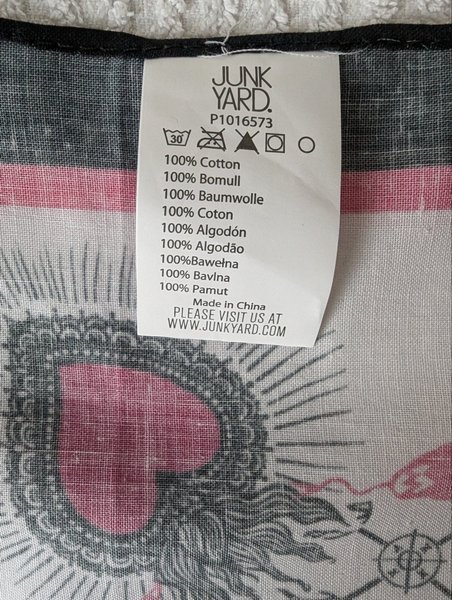 JUNK
YARD.
P1016573
30
100% Cotton
100% Bomull
100% Baumwolle
100% Coton
100% Algodón
100% Algodão
100%Bawełna
100% Bavlna
100% Pamut
Made in China
PLEASE VISIT US AT
WWW.JUNKYARD.COM